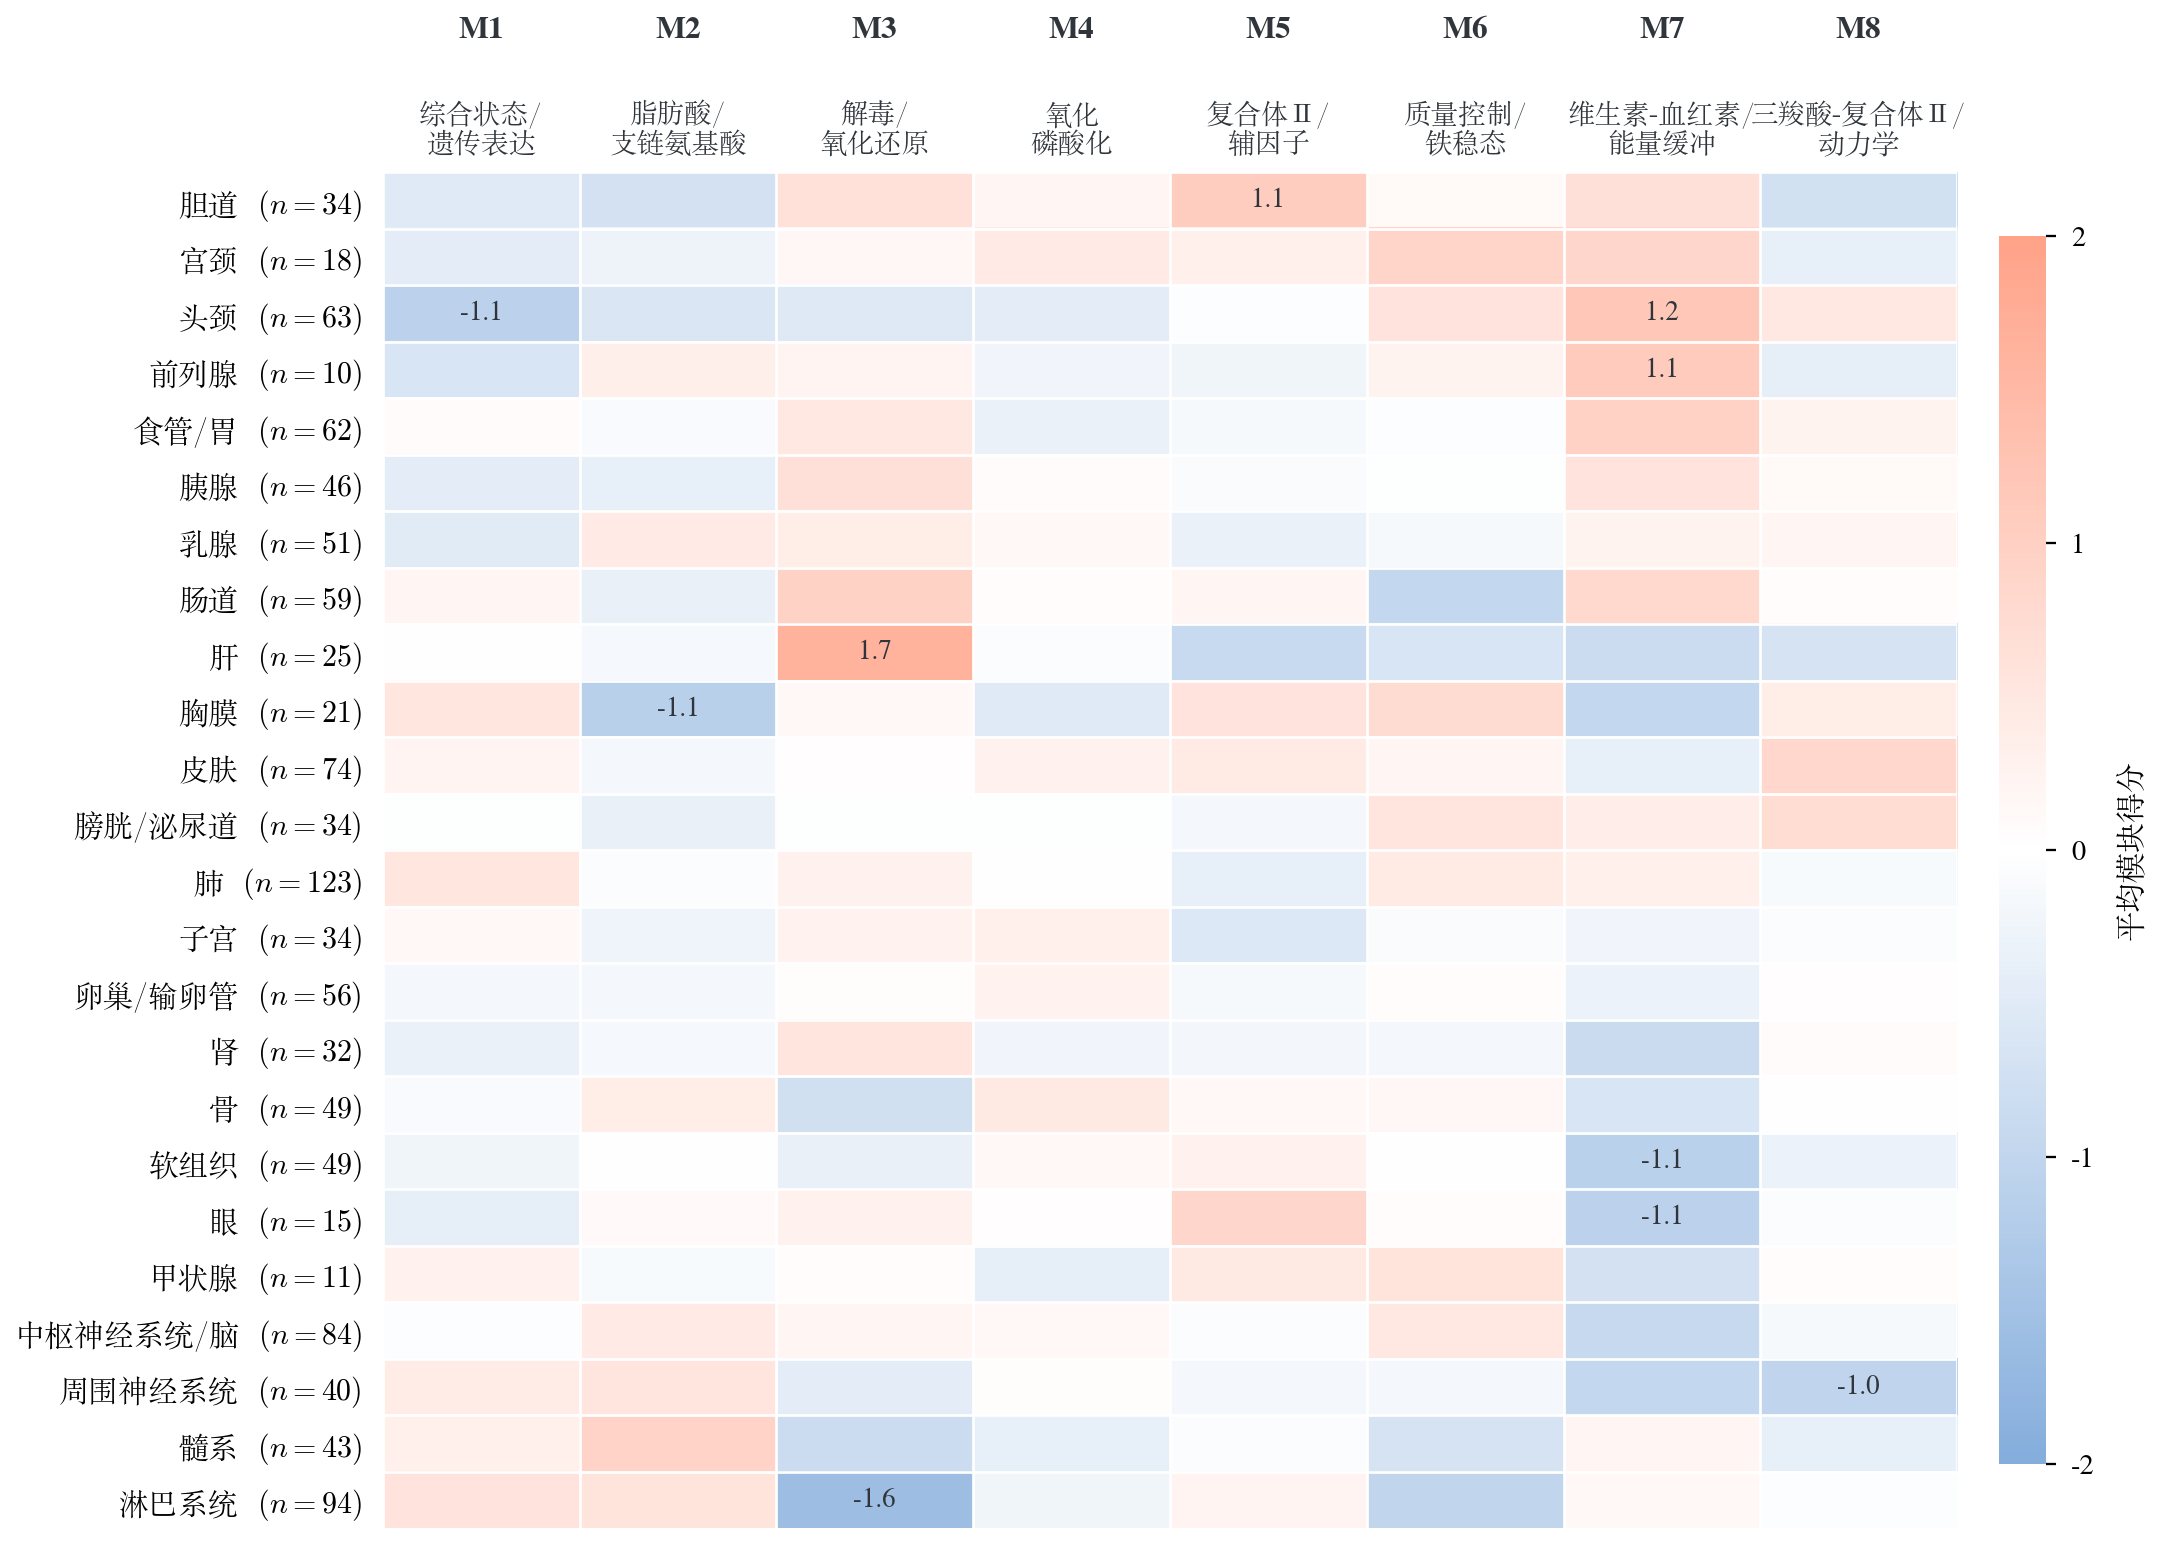 M1 M2 M3 M4 M5 M6 M7 M8
综合状态/ 脂肪酸/ 解毒/ 氧化 复合体Ⅱ/ 质量控制/ 维生素-血红素/ 三羧酸-复合体Ⅱ/
遗传表达 支链氨基酸 氧化还原 磷酸化 辅因子 铁稳态 能量缓冲 动力学
胆道 (n=34) 1.1
宫颈 (n=18)
头颈 (n=63) -1.1 1.2
前列腺 (n=10) 1.1
食管/胃 (n=62)
胰腺 (n=46)
乳腺 (n=51)
肠道 (n=59)
肝 (n=25) 1.7
胸膜 (n=21) -1.1
皮肤 (n=74)
膀胱/泌尿道 (n=34)
肺 (n=123)
子宫 (n=34)
卵巢/输卵管 (n=56)
肾 (n=32)
骨 (n=49)
软组织 (n=49) -1.1
眼 (n=15) -1.1
甲状腺 (n=11)
中枢神经系统/脑 (n=84)
周围神经系统 (n=40) -1.0
髓系 (n=43)
淋巴系统 (n=94) -1.6
2
1
0
-1
-2
平均模块得分